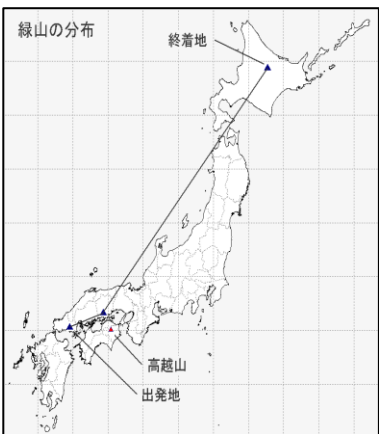 緑山の分布
終着地
高越山
出発地